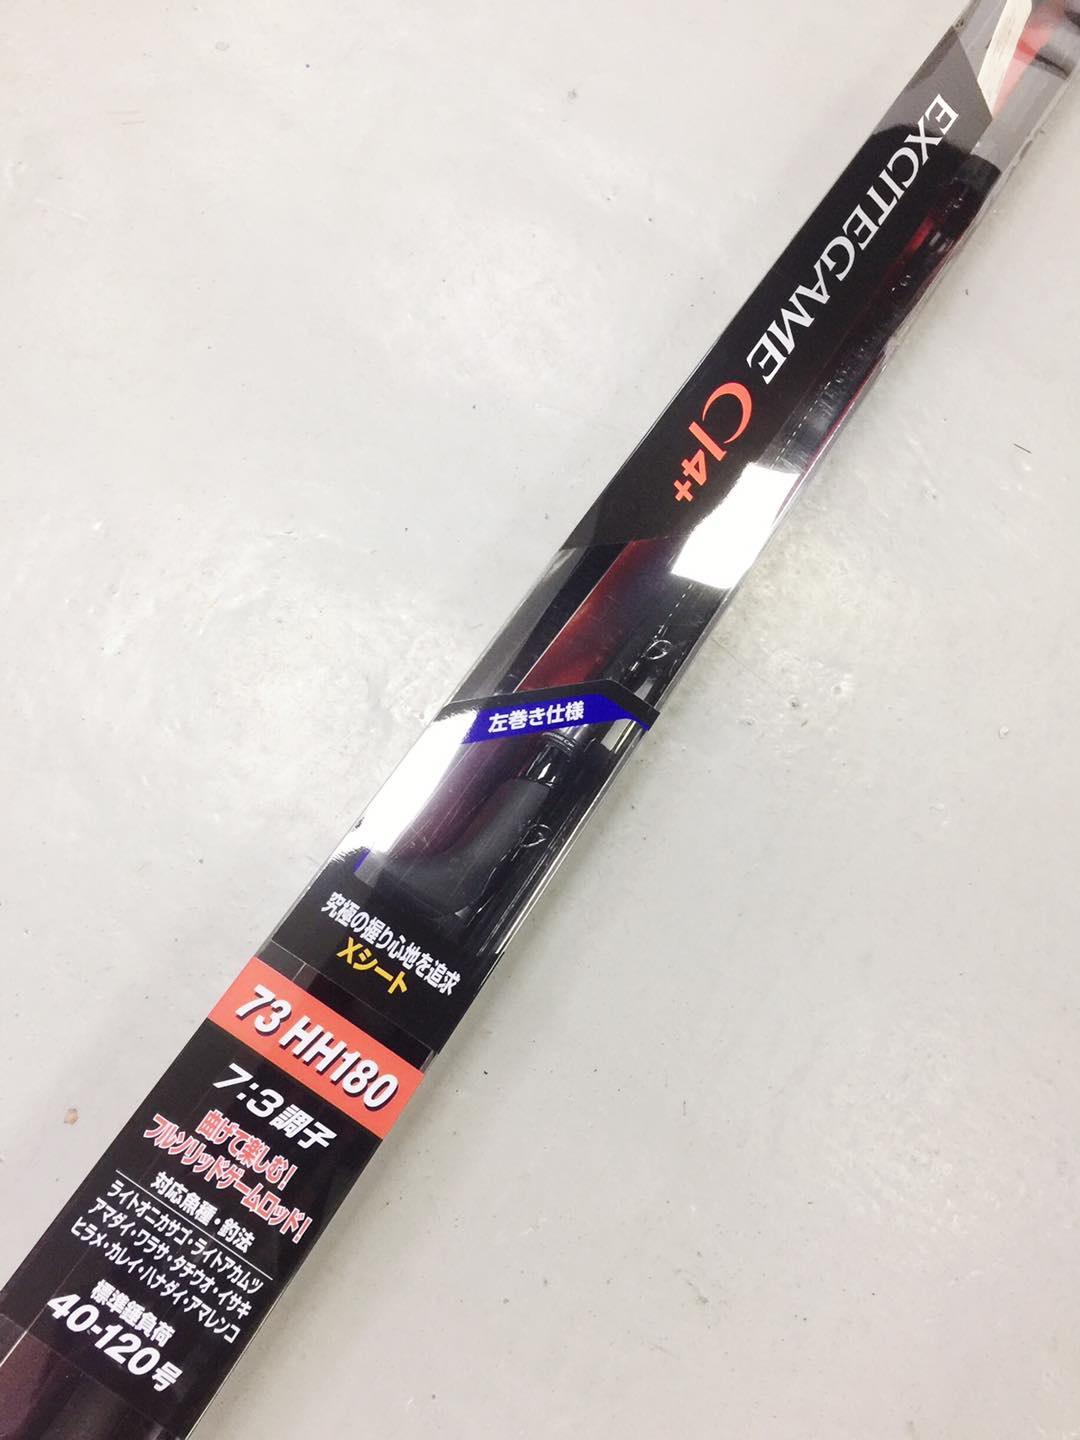 EXCITEGAME CI4+
左巻き仕様
究極の握り心地を追求
Xシート
73 HH180
7:3調子
曲げて楽しむ!
フルソリッドゲームロッド!
対応魚種・釣法
ライトオニカサゴ・ライトアカムツ
アマダイ・ワラサ・タチウオ・イサキ
ヒラメ・カレイ・ハナダイ・アマレンコ
標準錘負荷
40-120号